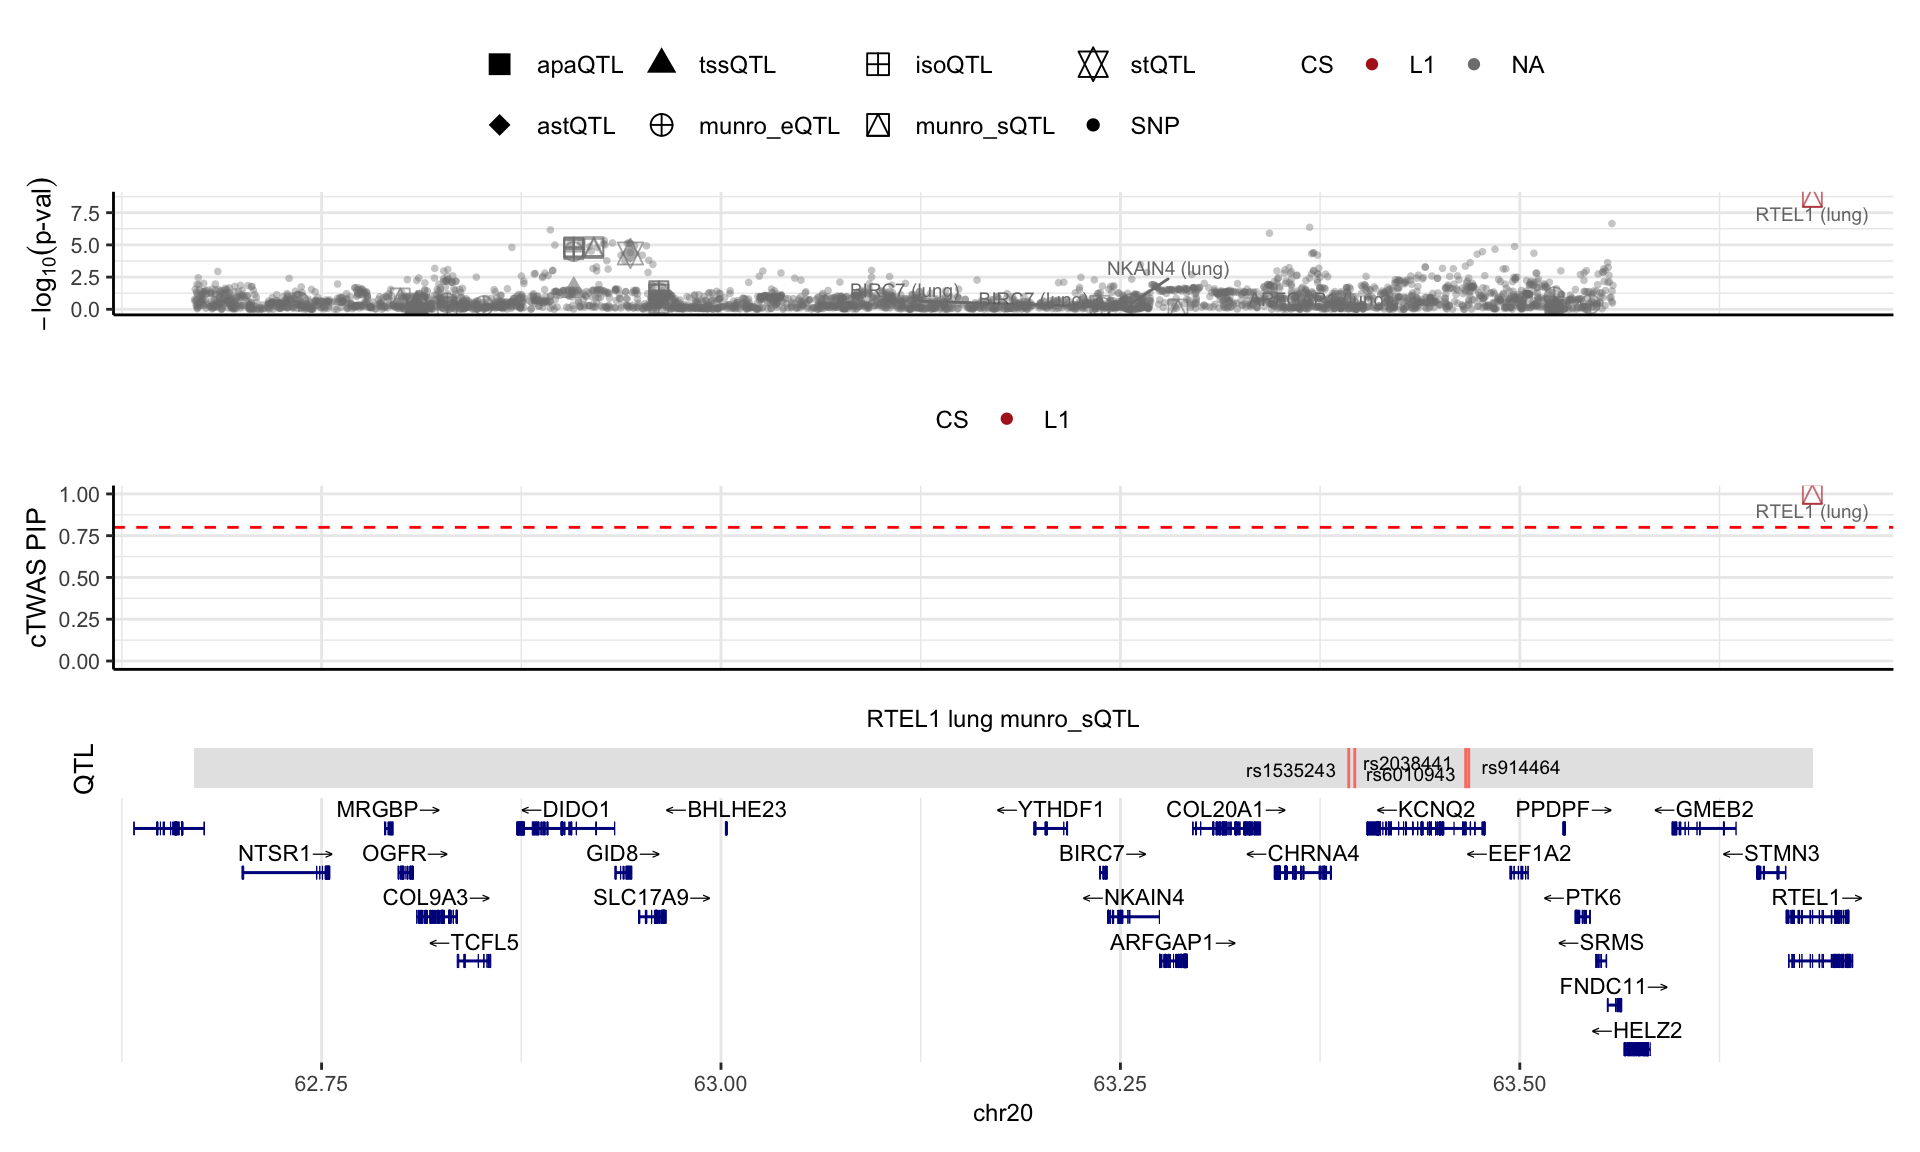 apaQTL tssQTL isoQTL stQTL CS L1 NA
astQTL munro_eQTL munro_sQTL SNP
−log10(p-val)
7.5
5.0
2.5
0.0
RTEL1 (lung)
NKAIN4 (lung)
BIRC7 (lung)
BIRC7 (lung)
CS L1
cTWAS PIP
1.00
0.75
0.50
0.25
0.00
RTEL1 (lung)
RTEL1 lung munro_sQTL
QTL
rs1535243
rs2038441
rs6010943
rs914464
MRGBP→ ←DIDO1 ←BHLHE23 ←YTHDF1 COL20A1→ ←KCNQ2 PPDPF→ ←GMEB2
NTSR1→ OGFR→ GID8→ BIRC7→ ←CHRNA4 ←EEF1A2 ←STMN3
COL9A3→ SLC17A9→ ←NKAIN4 ←PTK6 RTEL1→
←TCFL5 ARFGAP1→ ←SRMS
FNDC11→
←HELZ2
62.75 63.00 63.25 63.50
chr20